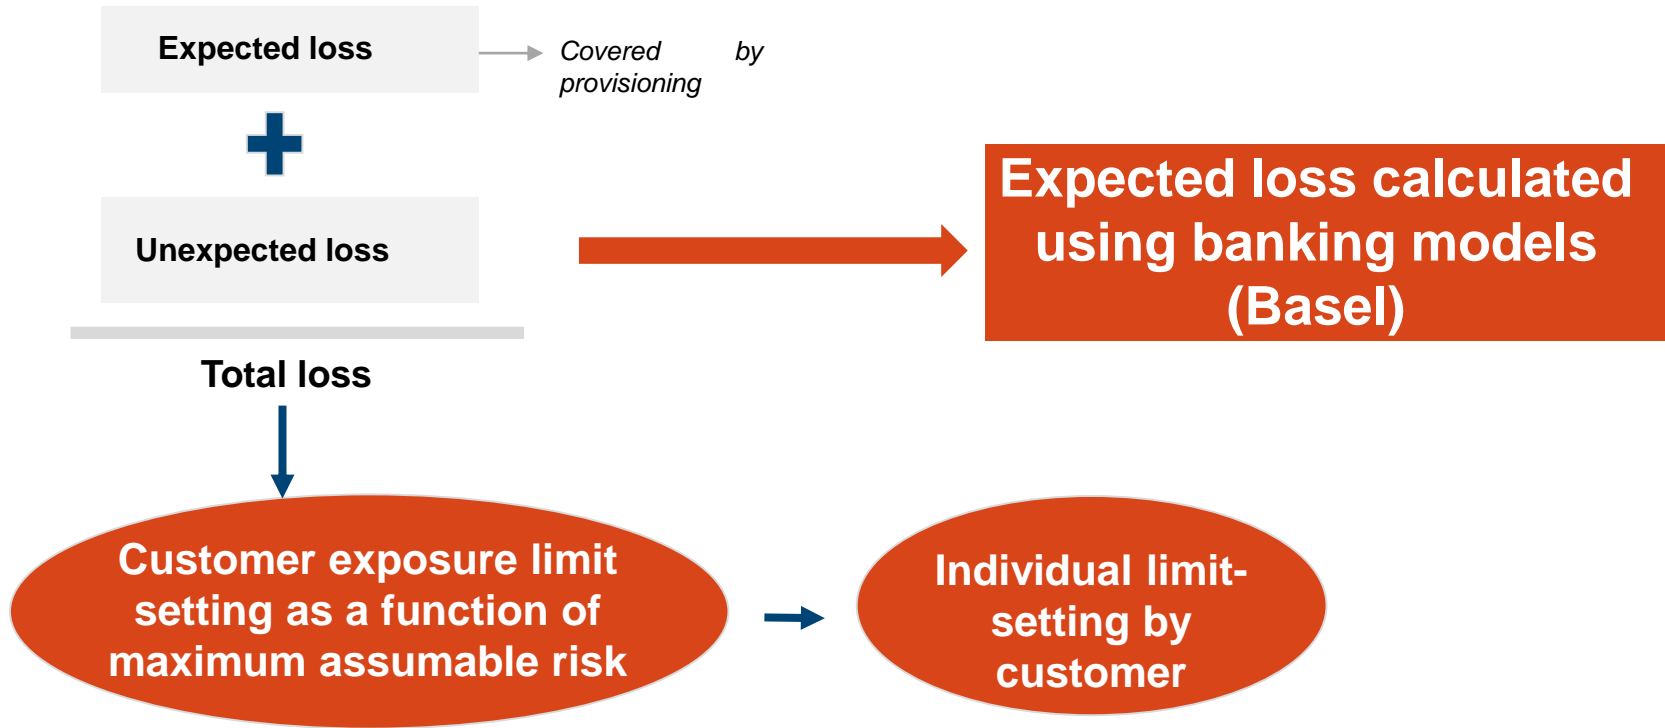 Expected loss
Covered by
provisioning
Unexpected loss
Expected loss calculated
using banking models
(Basel)
Total loss
Customer exposure limit
setting as a function of
maximum assumable risk
Individual limit-
setting by
customer